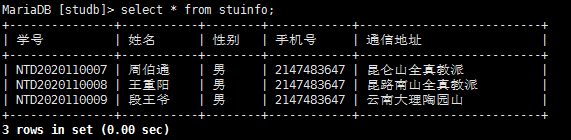 MariaDB [studb]> select * from stuinfo;
+---------------+-----------+--------+------------+--------------------------+
| 学号 | 姓名 | 性别 | 手机号 | 通信地址 |
+---------------+-----------+--------+------------+--------------------------+
| NTD2020110007 | 周伯通 | 男 | 2147483647 | 昆仑山全真教派 |
| NTD2020110008 | 王重阳 | 男 | 2147483647 | 昆路南山全真教派 |
| NTD2020110009 | 段王爷 | 男 | 2147483647 | 云南大理陶园山 |
+---------------+-----------+--------+------------+--------------------------+
3 rows in set (0.00 sec)